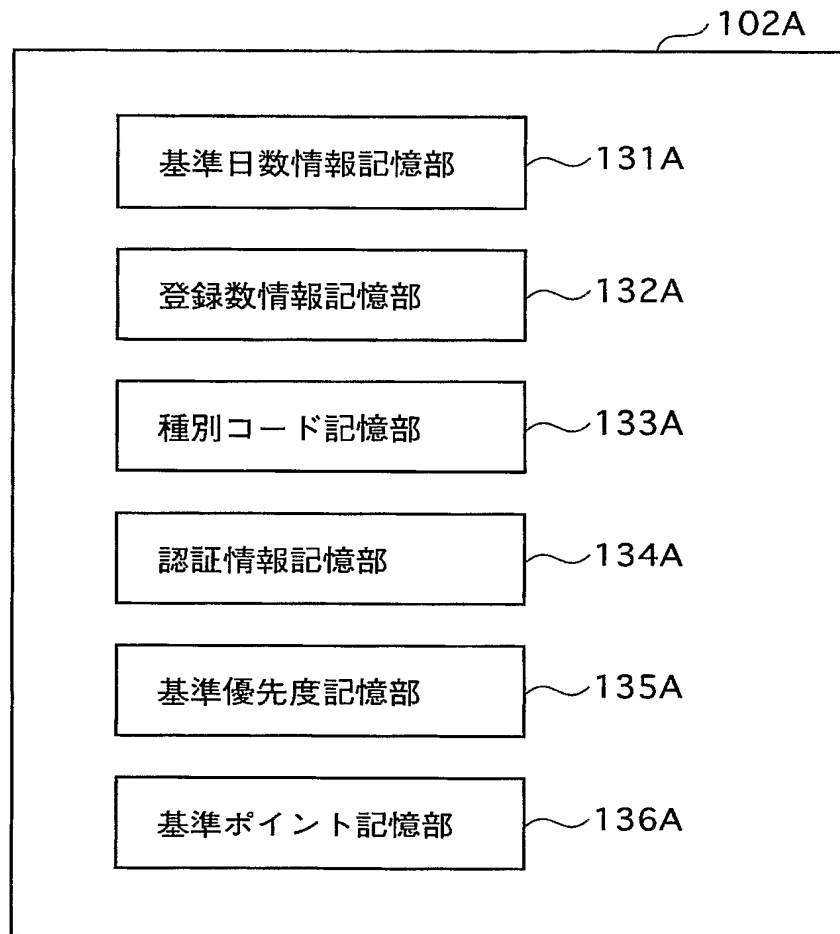 102A
基準日数情報記憶部 131A
登録数情報記憶部 132A
種別コード記憶部 133A
認証情報記憶部 134A
基準優先度記憶部 135A
基準ポイント記憶部 136A